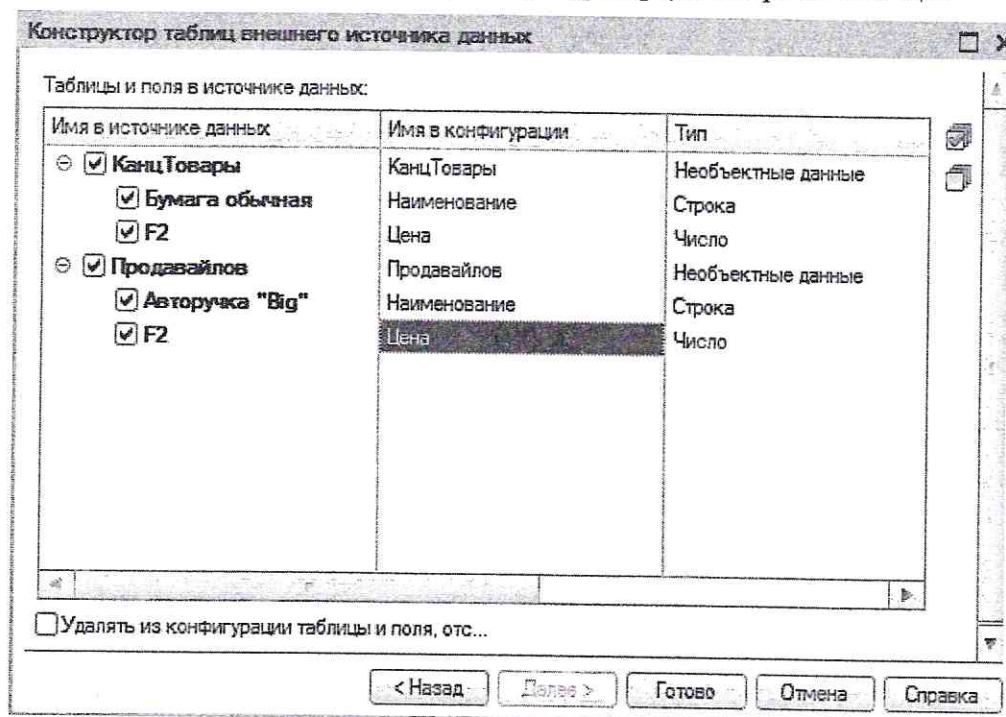 Конструктор таблиц внешнего источника данных
Таблицы и поля в источнике данных:
Имя в источнике данных Имя в конфигурации Тип
КанцТовары КанцТовары Необъектные данные
Бумага обычная Наименование Строка
F2 Цена Число
Продавайлов Продавайлов Необъектные данные
Авторучка "Big" Наименование Строка
F2 Цена Число
Удалять из конфигурации таблицы и поля, отс...
< Назад Далее > Готово Отмена Справка